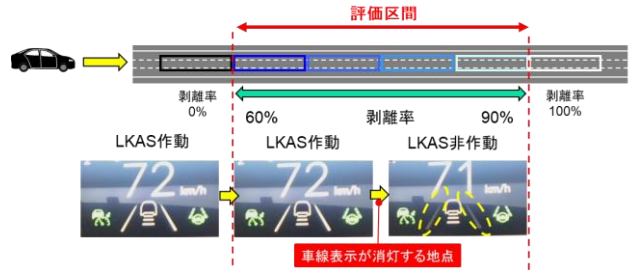 評価区間
剥離率
0%
60%
剥離率
90%
剥離率
100%
LKAS作動
LKAS作動
LKAS非作動
72
km/h
72
km/h
71
km/h
車線表示が消灯する地点